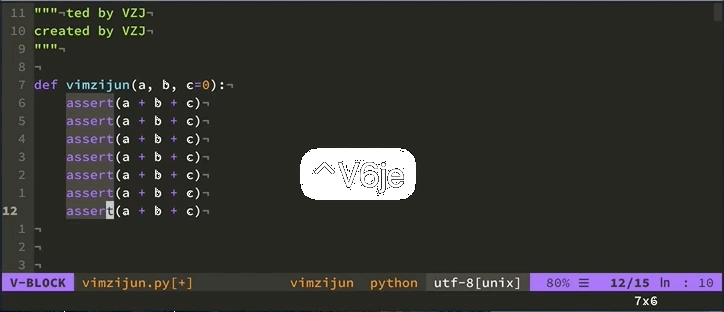 11 """¬ted by VZJ¬
10 created by VZJ¬
9 """¬
8 ¬
7 def vimzijun(a, b, c=0):¬
6 assert(a + b + c)¬
5 assert(a + b + c)¬
4 assert(a + b + c)¬
3 assert(a + b + c)¬
2 assert(a + b + c)¬
1 assert(a + b + c)¬
12 assert(a + b + c)¬
1 ¬
2 ¬
3 ¬
^V6je
V-BLOCK vimzijun.py[+] vimzijun python utf-8[unix] 80% ☰ 12/15 ln : 10
7x6